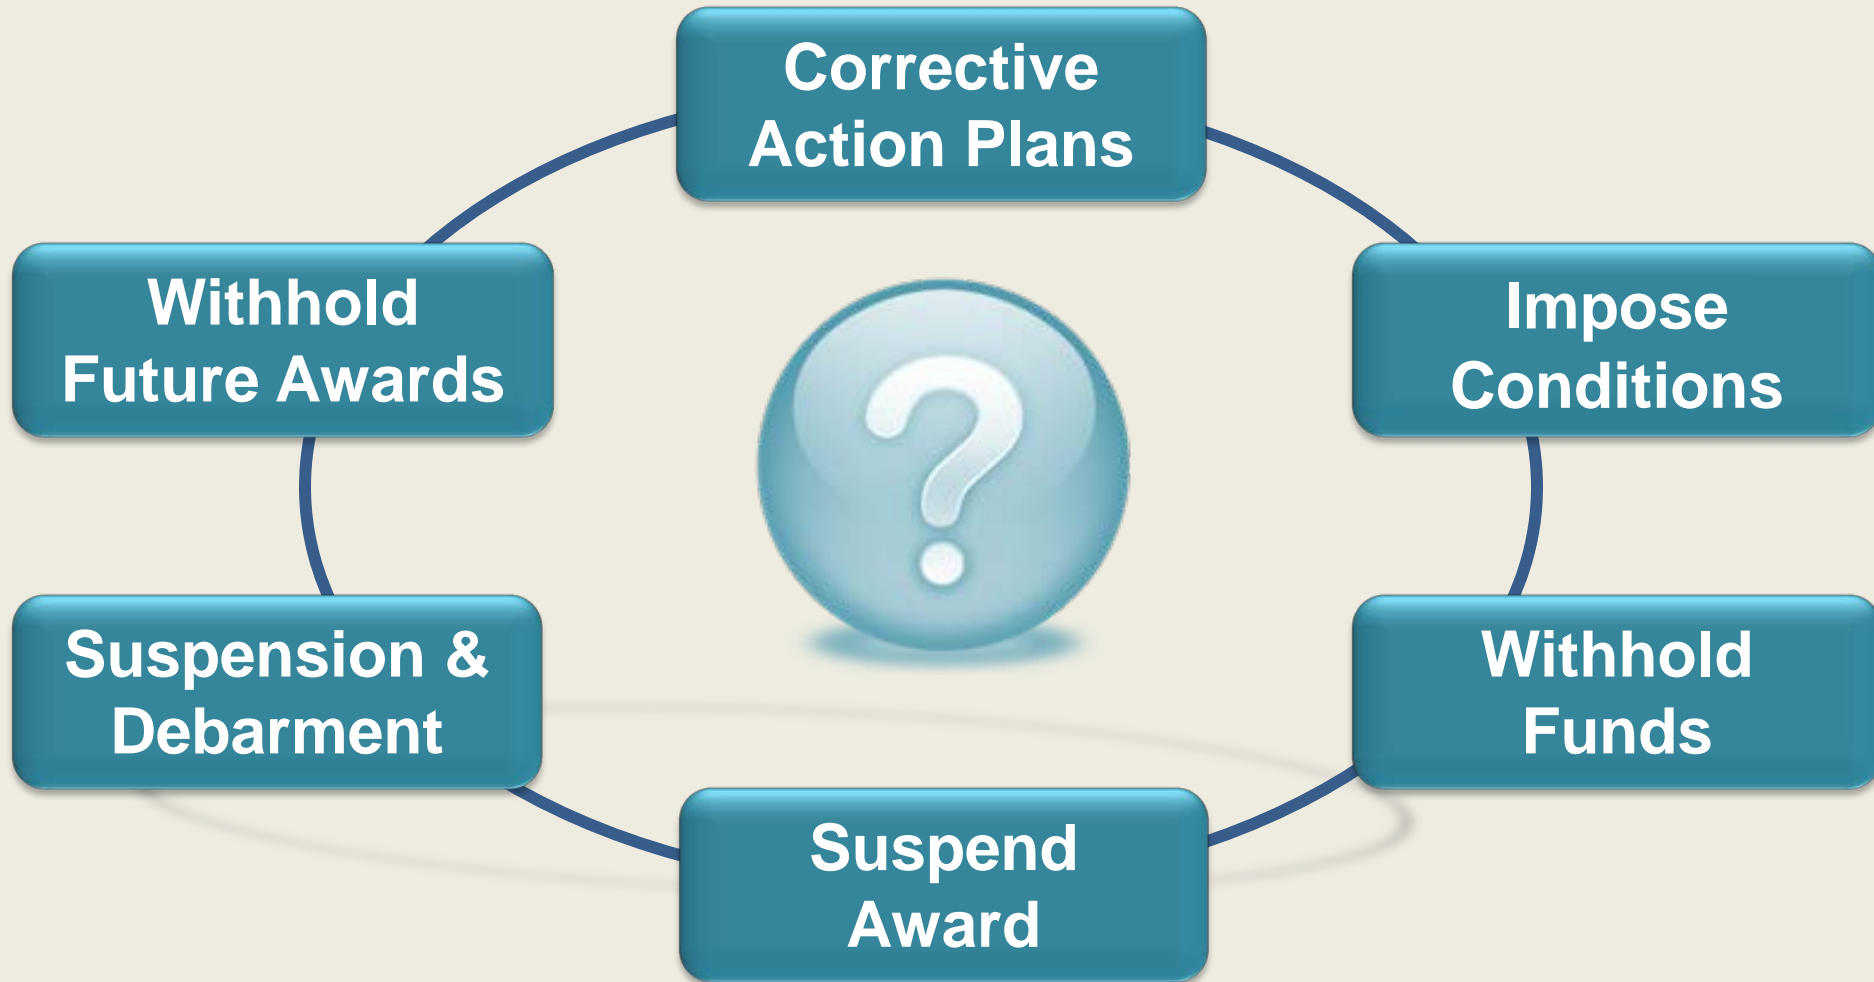 Corrective
Action Plans
Impose
Conditions
Withhold
Funds
Suspend
Award
Suspension &
Debarment
Withhold
Future Awards
?